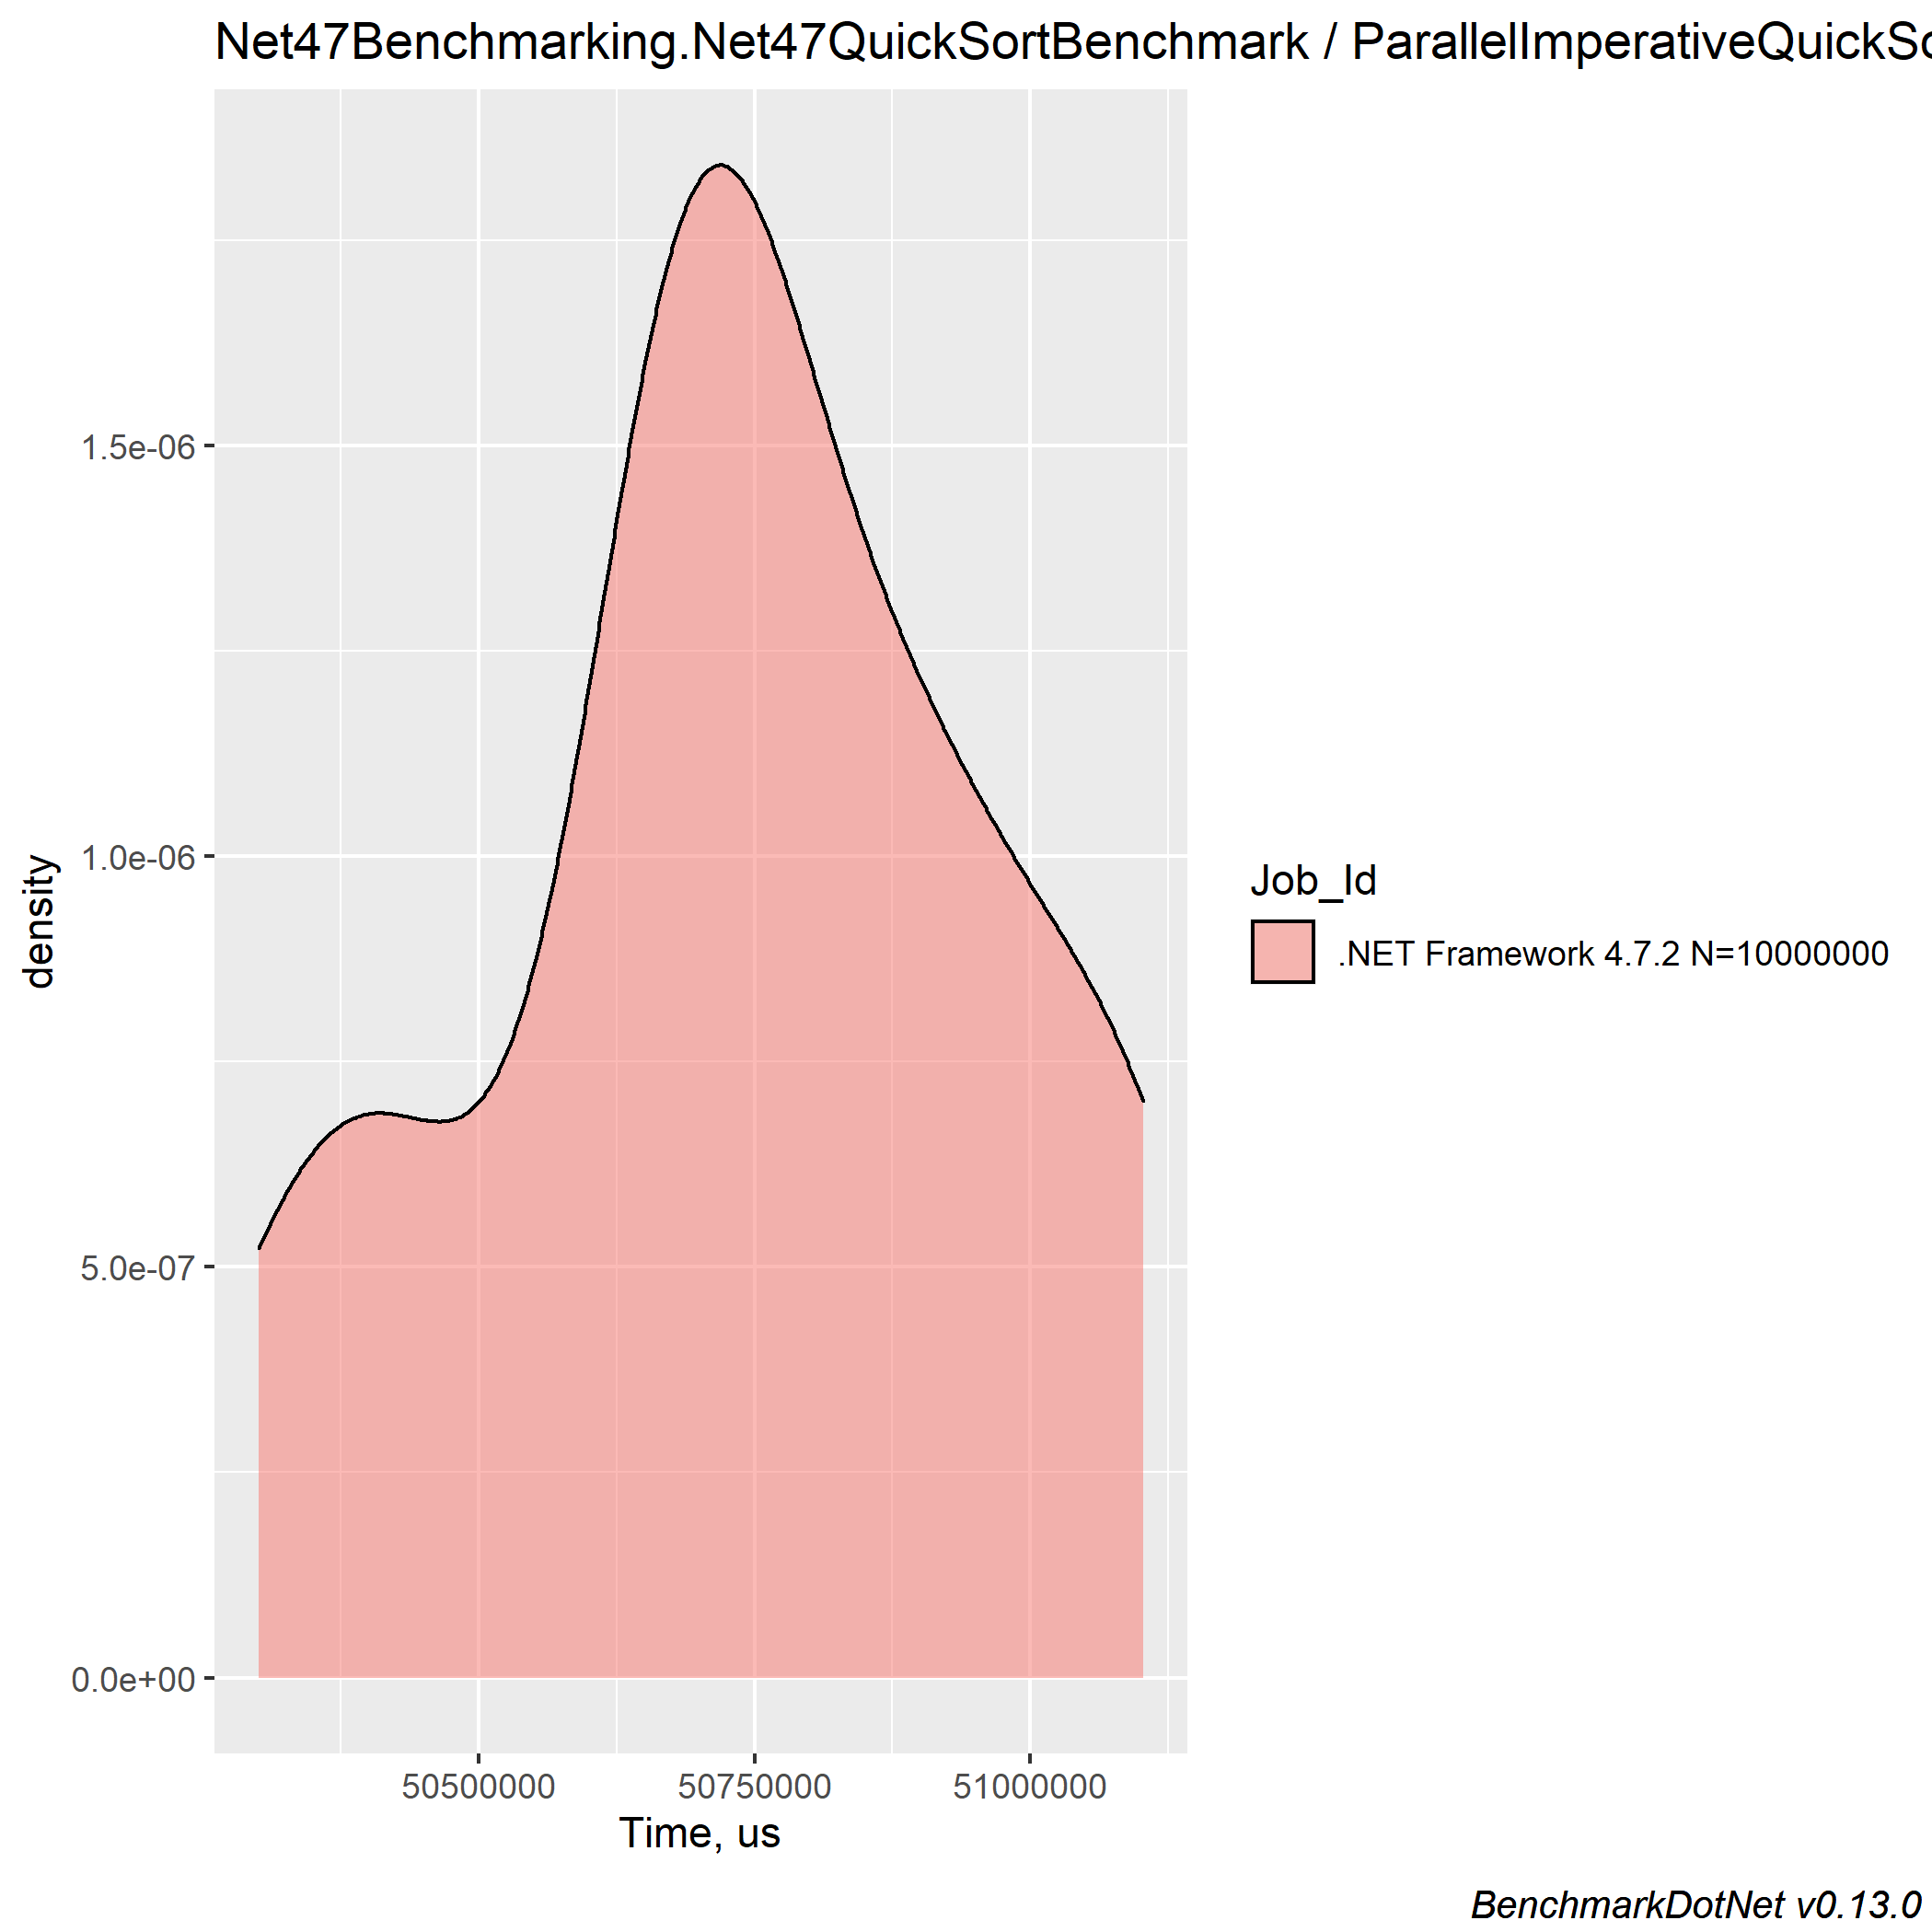 Net47Benchmarking.Net47QuickSortBenchmark / ParallelImperativeQuickSo
1.5e-06
1.0e-06
5.0e-07
0.0e+00
density
50500000 50750000 51000000
Time, us
Job_Id
.NET Framework 4.7.2 N=10000000
BenchmarkDotNet v0.13.0